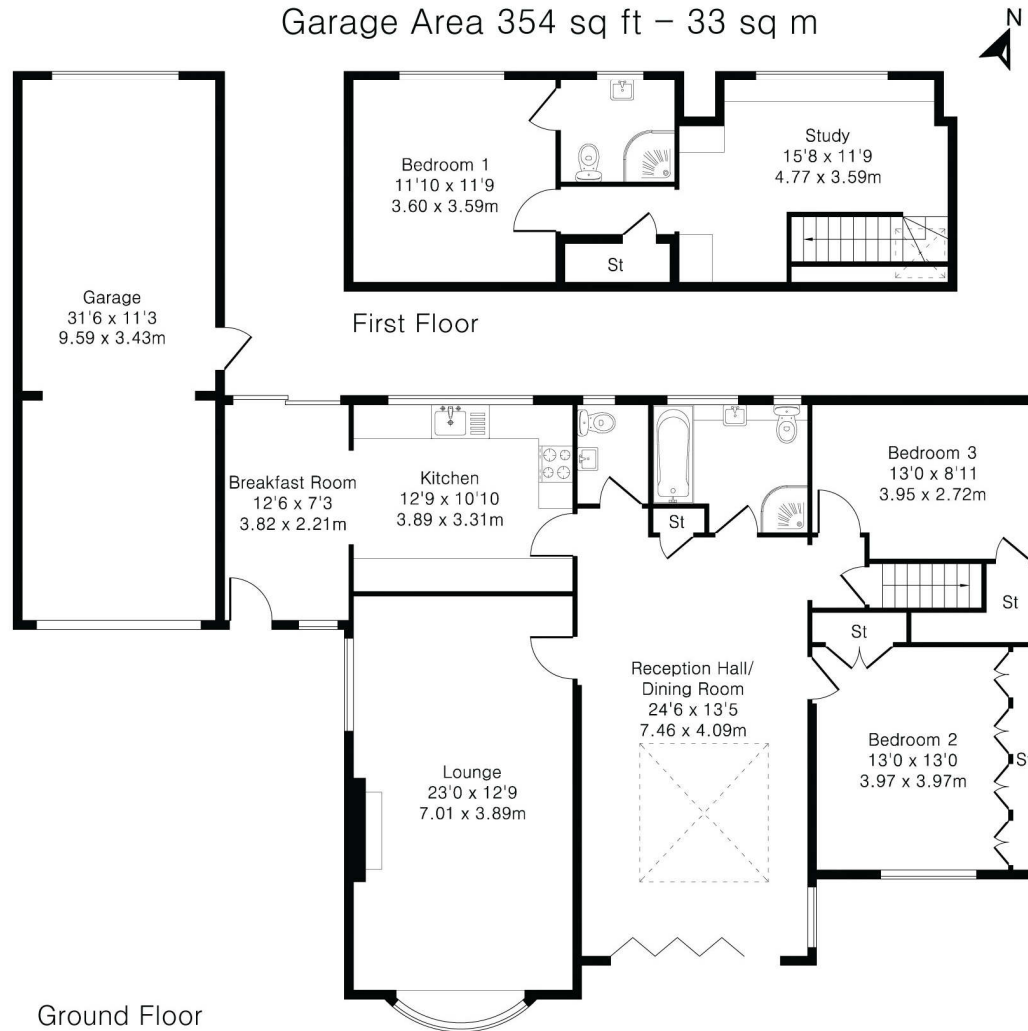 Garage Area 354 sq ft – 33 sq m
N
Bedroom 1
11'10 x 11'9
3.60 x 3.59m
Study
15'8 x 11'9
4.77 x 3.59m
St
First Floor
Garage
31'6 x 11'3
9.59 x 3.43m
Breakfast Room
12'6 x 7'3
3.82 x 2.21m
Kitchen
12'9 x 10'10
3.89 x 3.31m
St
Bedroom 3
13'0 x 8'11
3.95 x 2.72m
St
St
Reception Hall/
Dining Room
24'6 x 13'5
7.46 x 4.09m
Bedroom 2
13'0 x 13'0
3.97 x 3.97m
Lounge
23'0 x 12'9
7.01 x 3.89m
Ground Floor